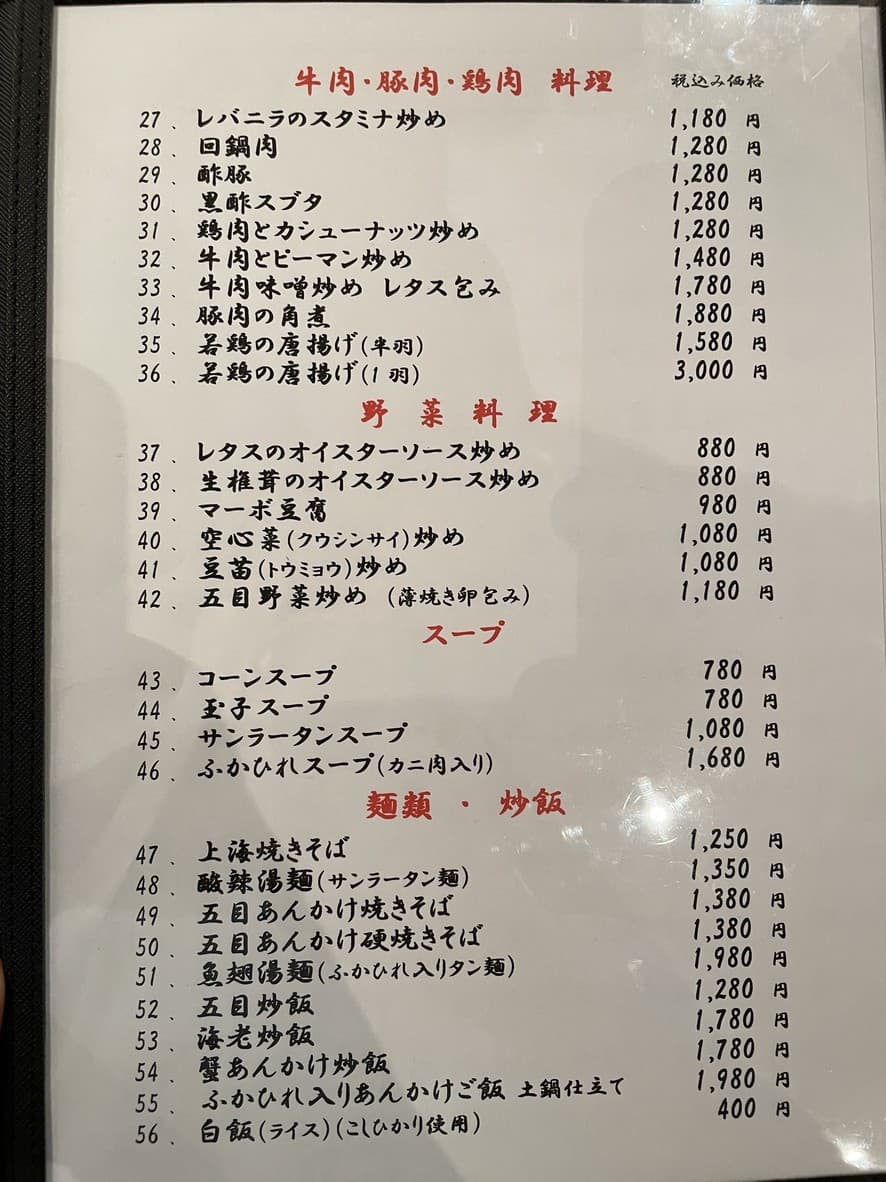 牛肉・豚肉・鶏肉 料理 税込み価格
27、レバニラのスタミナ炒め 1,180 円
28、回鍋肉 1,280 円
29、酢豚 1,280 円
30、黒酢スブタ 1,280 円
31、鶏肉とカシューナッツ炒め 1,280 円
32、牛肉とピーマン炒め 1,480 円
33、牛肉味噌炒め レタス包み 1,780 円
34、豚肉の角煮 1,880 円
35、若鶏の唐揚げ(半羽) 1,580 円
36、若鶏の唐揚げ(1 羽) 3,000 円
野 菜 料 理
37、レタスのオイスターソース炒め 880 円
38、生椎茸のオイスターソース炒め 880 円
39、マーボ豆腐 980 円
40、空心菜(クウシンサイ)炒め 1,080 円
41、豆苗(トウミョウ)炒め 1,080 円
42、五目野菜炒め (薄焼き卵包み) 1,180 円
スープ
43、コーンスープ 780 円
44、玉子スープ 780 円
45、サンラータンスープ 1,080 円
46、ふかひれスープ(カニ肉入り) 1,680 円
麺類 ・ 炒飯
47、上海焼きそば 1,250 円
48、酸辣湯麺(サンラータン麺) 1,350 円
49、五目あんかけ焼きそば 1,380 円
50、五目あんかけ硬焼きそば 1,380 円
51、魚翅湯麺(ふかひれ入りタン麺) 1,980 円
52、五目炒飯 1,280 円
53、海老炒飯 1,780 円
54、蟹あんかけ炒飯 1,780 円
55、ふかひれ入りあんかけご飯 土鍋仕立て 1,980 円
56、白飯(ライス)(こしひかり使用) 400 円